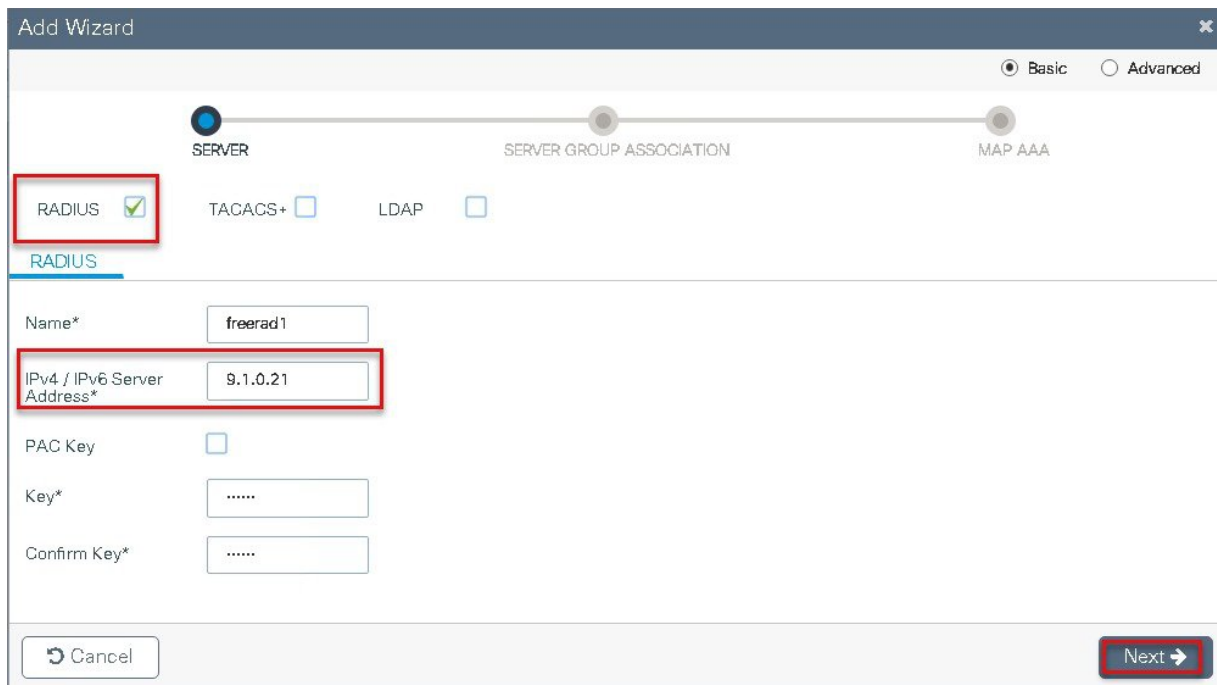 Add Wizard
Basic Advanced
SERVER SERVER GROUP ASSOCIATION MAP AAA
RADIUS TACACS+ LDAP
RADIUS
Name* freerad1
IPv4 / IPv6 Server
Address* 9.1.0.21
PAC Key
Key* ······
Confirm Key* ······
Cancel Next